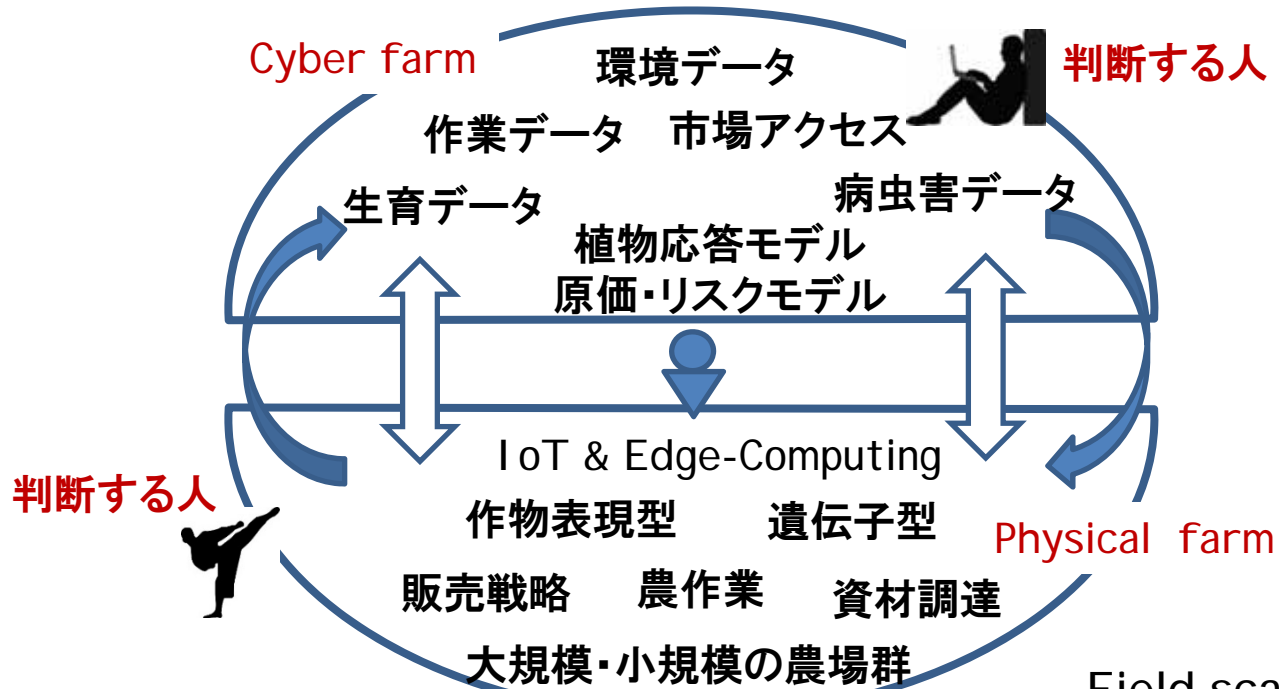 Cyber farm
環境データ
判断する人
作業データ 市場アクセス
生育データ
病虫害データ
植物応答モデル
原価・リスクモデル
IoT & Edge-Computing
判断する人
作物表現型 遺伝子型
Physical farm
販売戦略 農作業 資材調達
大規模・小規模の農場群
Field